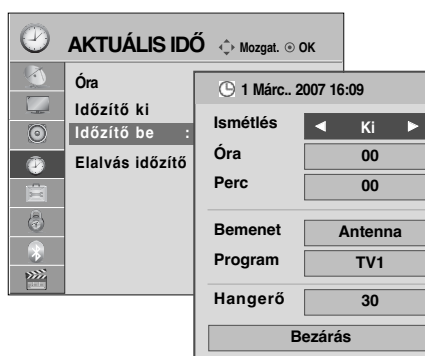 AKTUÁLIS IDŐ Mozgat. OK
Óra
Időzítő ki
Időzítő be :
Elalvás időzítő
1 Márc.. 2007 16:09
Ismétlés ◄ Ki ►
Óra 00
Perc 00
Bemenet Antenna
Program TV1
Hangerő 30
Bezárás